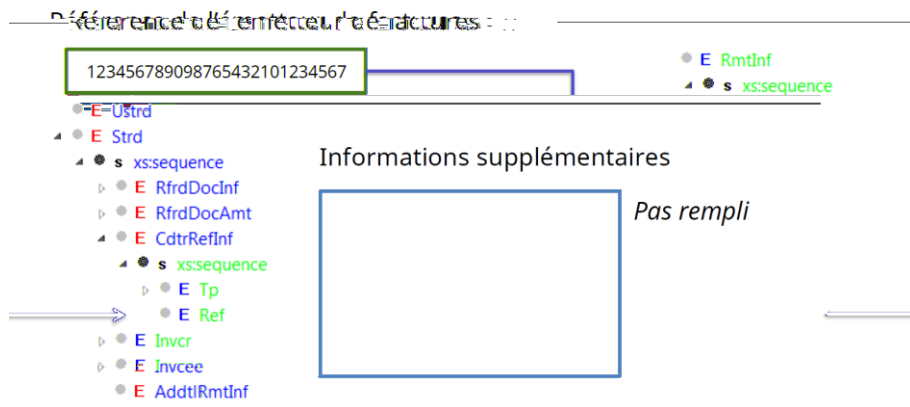 123456789098765432101234567
E RmtInf
s xs:sequence
E Ustrd
E Strd
s xs:sequence
E RfrdDocInf
E RfrdDocAmt
E CdtrRefInf
s xs:sequence
E Tp
E Ref
E Invcr
E Invcee
E AddtlRmtInf
Informations supplémentaires
Pas rempli